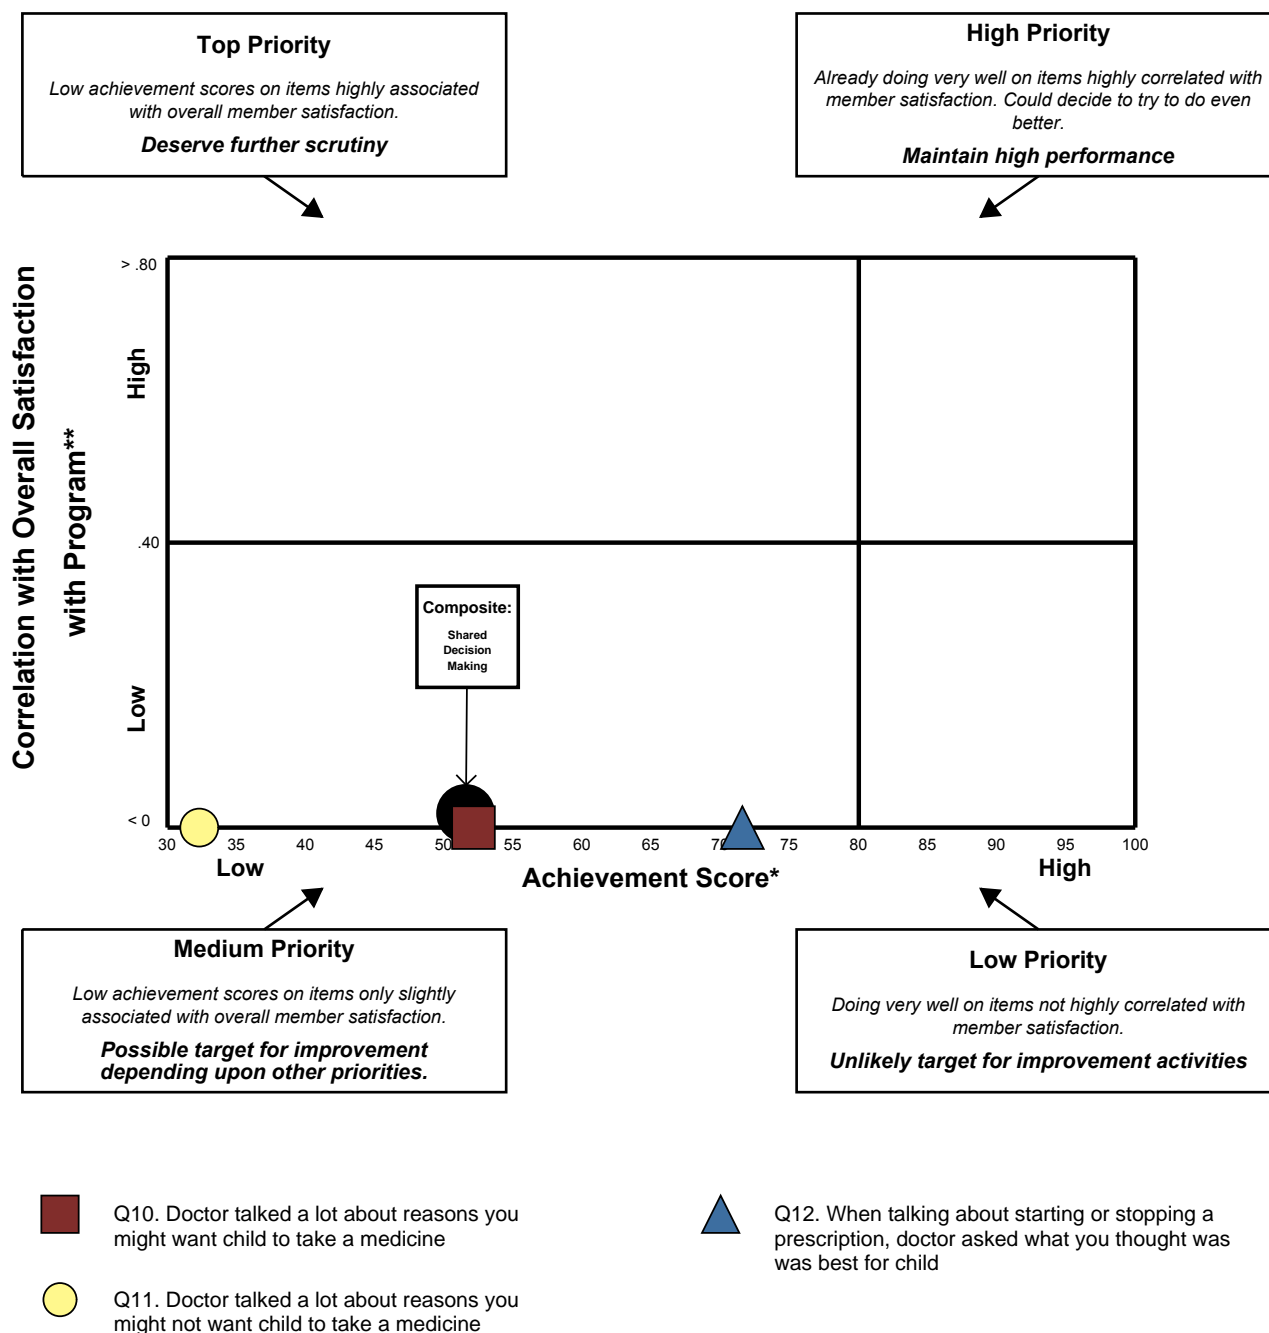 Top Priority
Low achievement scores on items highly associated
with overall member satisfaction.
Deserve further scrutiny
High Priority
Already doing very well on items highly correlated with
member satisfaction. Could decide to try to do even
better.
Maintain high performance
Correlation with Overall Satisfaction
with Program**
> .80
High
.40
Low
< 0
Composite:
Shared
Decision
Making
30 35 40 45 50 55 60 65 70 75 80 85 90 95 100
Low
Achievement Score*
High
Medium Priority
Low achievement scores on items only slightly
associated with overall member satisfaction.
Possible target for improvement
depending upon other priorities.
Low Priority
Doing very well on items not highly correlated with
member satisfaction.
Unlikely target for improvement activities
Q10. Doctor talked a lot about reasons you
might want child to take a medicine
Q11. Doctor talked a lot about reasons you
might not want child to take a medicine
Q12. When talking about starting or stopping a
prescription, doctor asked what you thought was
was best for child